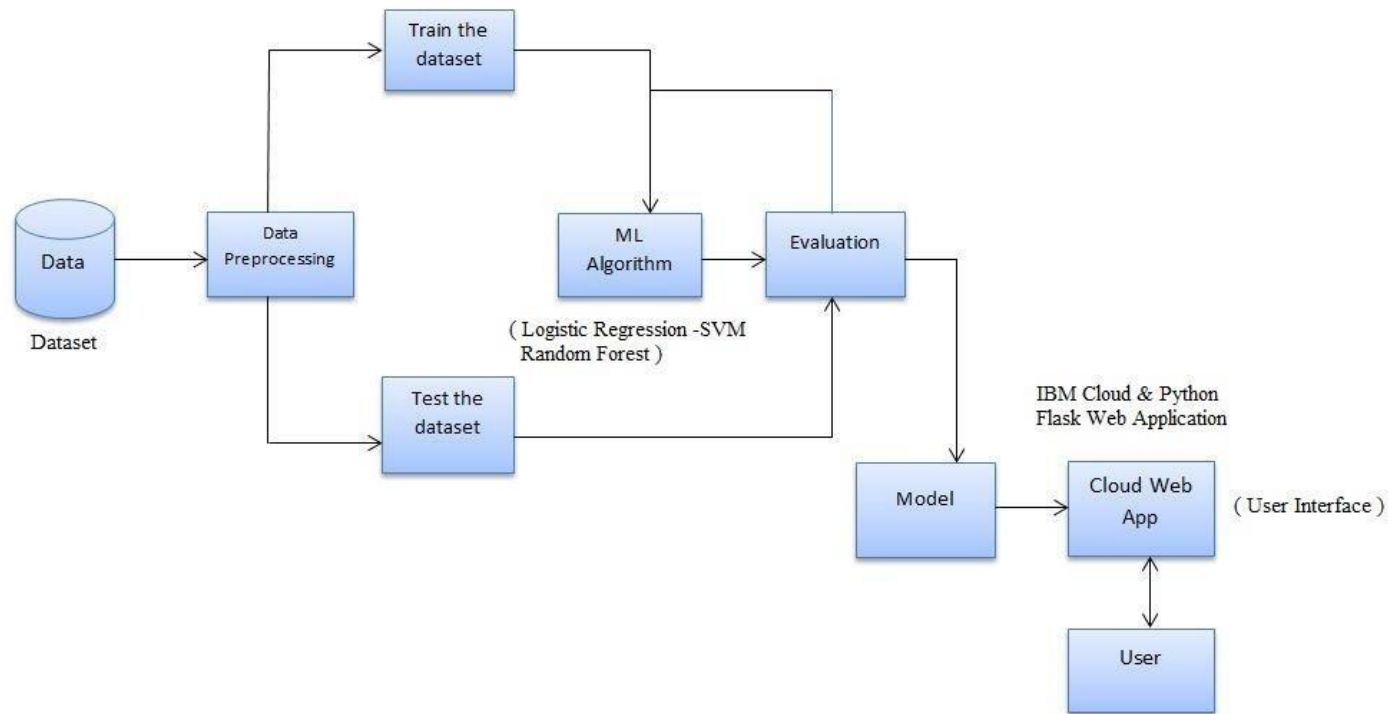 Train the
dataset
Data
Dataset
Data
Preprocessing
ML
Algorithm
( Logistic Regression -SVM
Random Forest )
Evaluation
Test the
dataset
IBM Cloud & Python
Flask Web Application
Model
Cloud Web
App
( User Interface )
User